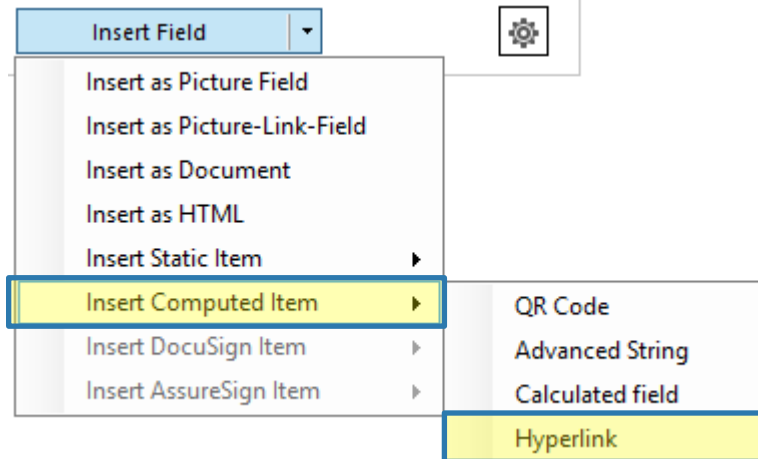 Insert Field
Insert as Picture Field
Insert as Picture-Link-Field
Insert as Document
Insert as HTML
Insert Static Item
Insert Computed Item
Insert DocuSign Item
Insert AssureSign Item
QR Code
Advanced String
Calculated field
Hyperlink